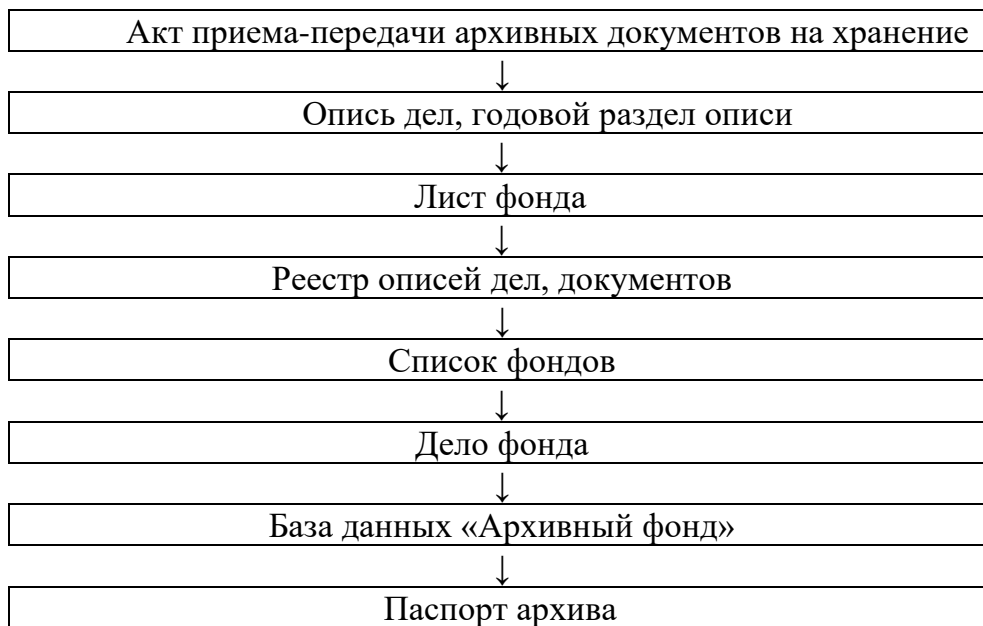 Акт приема-передачи архивных документов на хранение
↓
Опись дел, годовой раздел описи
↓
Лист фонда
↓
Реестр описей дел, документов
↓
Список фондов
↓
Дело фонда
↓
База данных «Архивный фонд»
↓
Паспорт архива